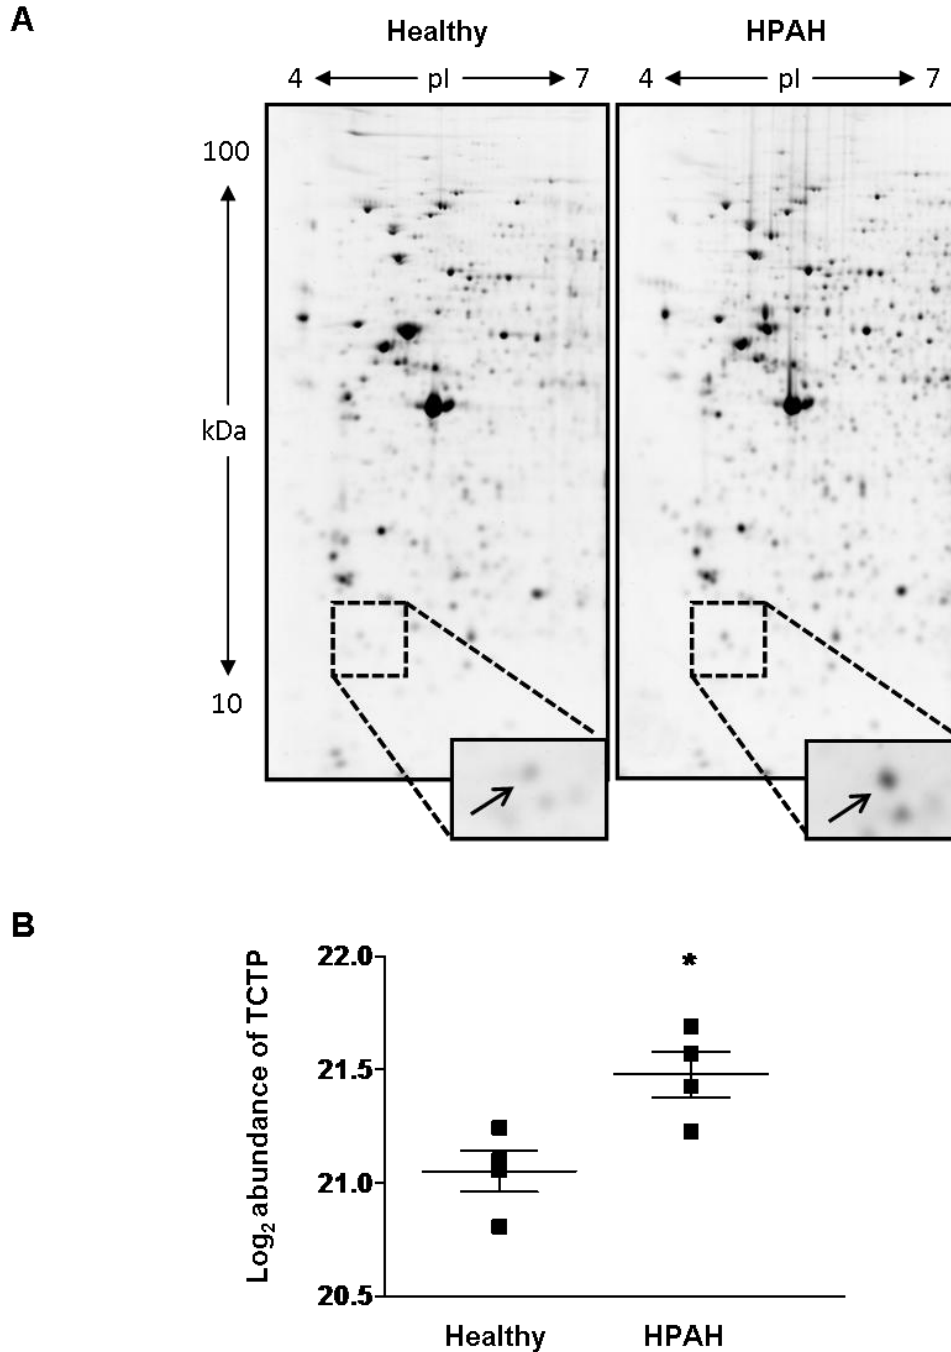 A
Healthy HPAH
4 pI 7 4 pI 7
100
kDa
10
B
Log₂ abundance of TCTP
22.0
*
21.5
21.0
20.5
Healthy HPAH